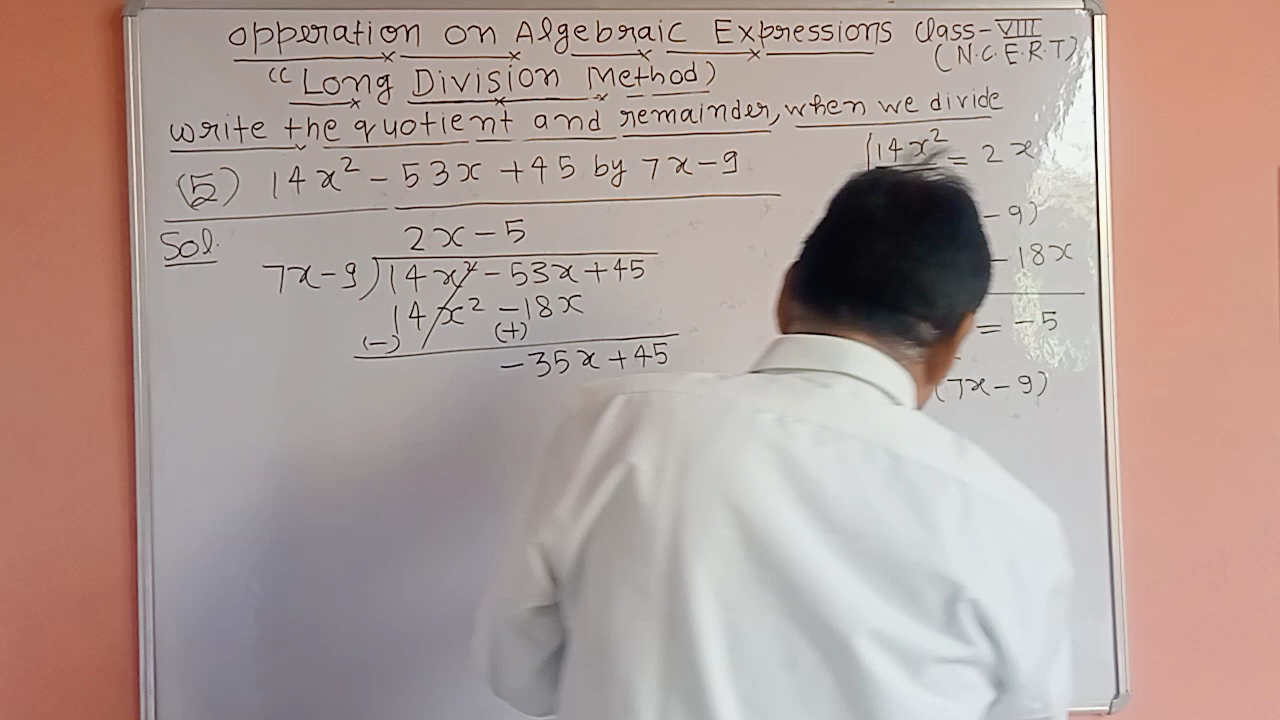 Opperation on Algebraic Expressions Class-VIII
(N.C.E.R.T)
"Long Division Method)
Write the quotient and remainder, when we divide
(5) 14x² - 53x + 45 by 7x-9
Sol.
2x - 5
7x-9)14x² - 53x + 45
14x² - 18x
(-) (+)
-35x + 45
14x² = 2x
- 9)
- 18x
= -5
(7x - 9)